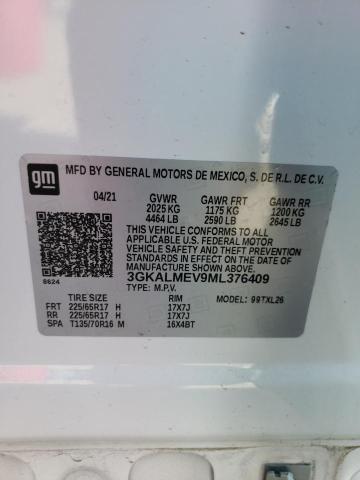 gm
MFD BY GENERAL MOTORS DE MEXICO, S. DE R.L. DE C.V.
04/21 GVWR GAWR FRT GAWR RR
2025 KG 1175 KG 1200 KG
4464 LB 2590 LB 2645 LB
THIS VEHICLE CONFORMS TO ALL
APPLICABLE U.S. FEDERAL MOTOR
VEHICLE SAFETY AND THEFT PREVENTION
STANDARDS IN EFFECT ON THE DATE OF
MANUFACTURE SHOWN ABOVE.
8624 3GKALMEV9ML376409
TYPE: M.P.V. MODEL: 99TXL26
TIRE SIZE RIM
FRT 225/65R17 H 17X7J
RR 225/65R17 H 17X7J
SPA T135/70R16 M 16X4BT